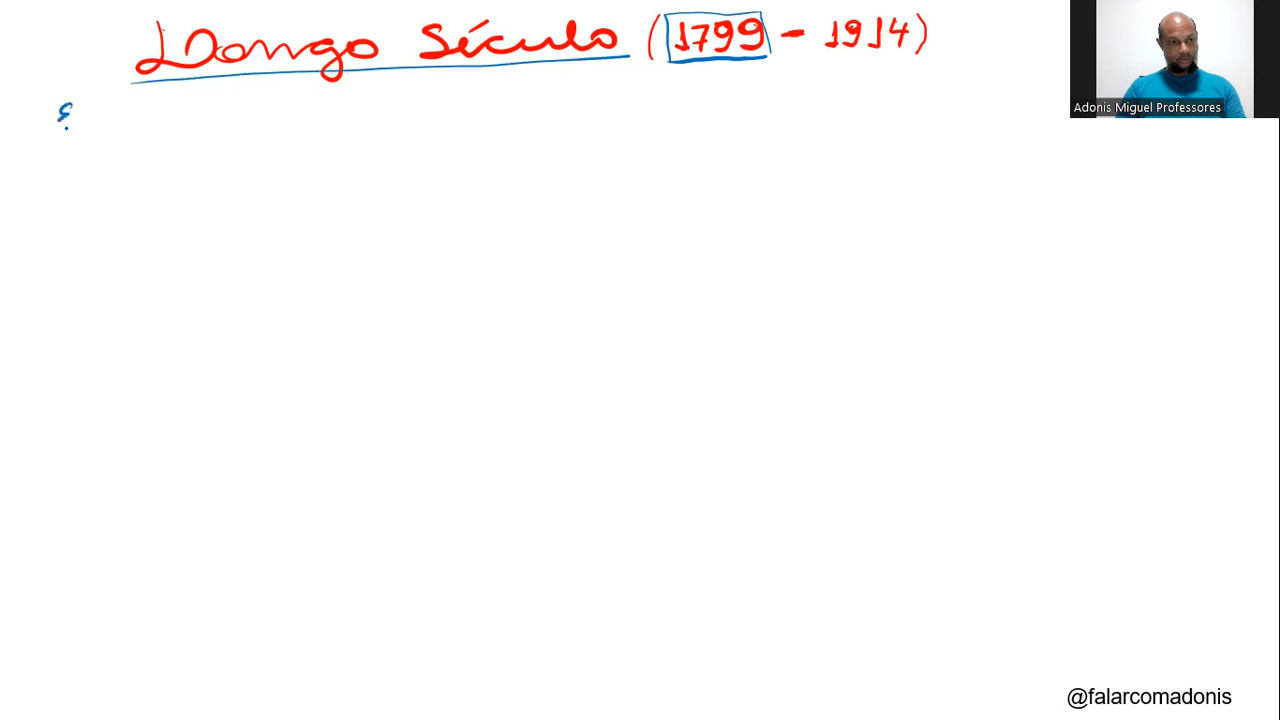 Longo Século (1799 - 1914)
Adonis Miguel Professores
@falarcomadonis